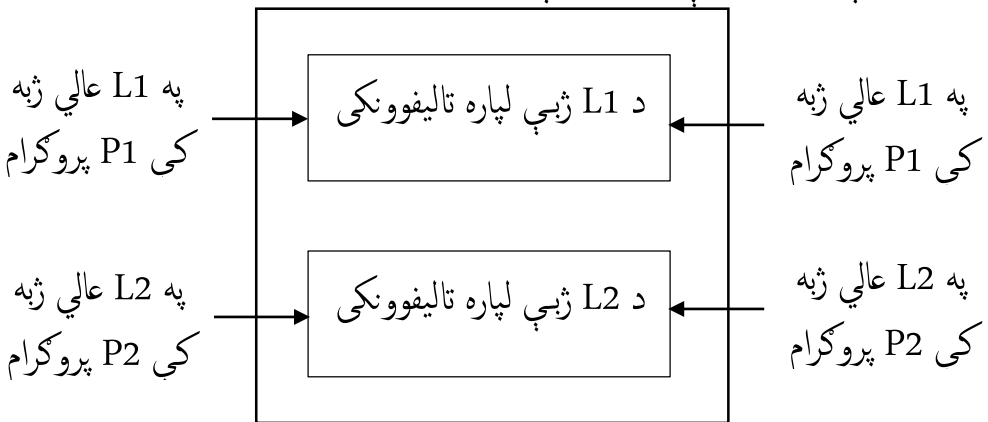 په L1 عالي ژبه
کی P1 پروګرام
د L1 ژبې لپاره تالیفوونکی
په L1 عالي ژبه
کی P1 پروګرام
په L2 عالي ژبه
کی P2 پروګرام
د L2 ژبې لپاره تالیفوونکی
په L2 عالي ژبه
کې P2 پروګرام